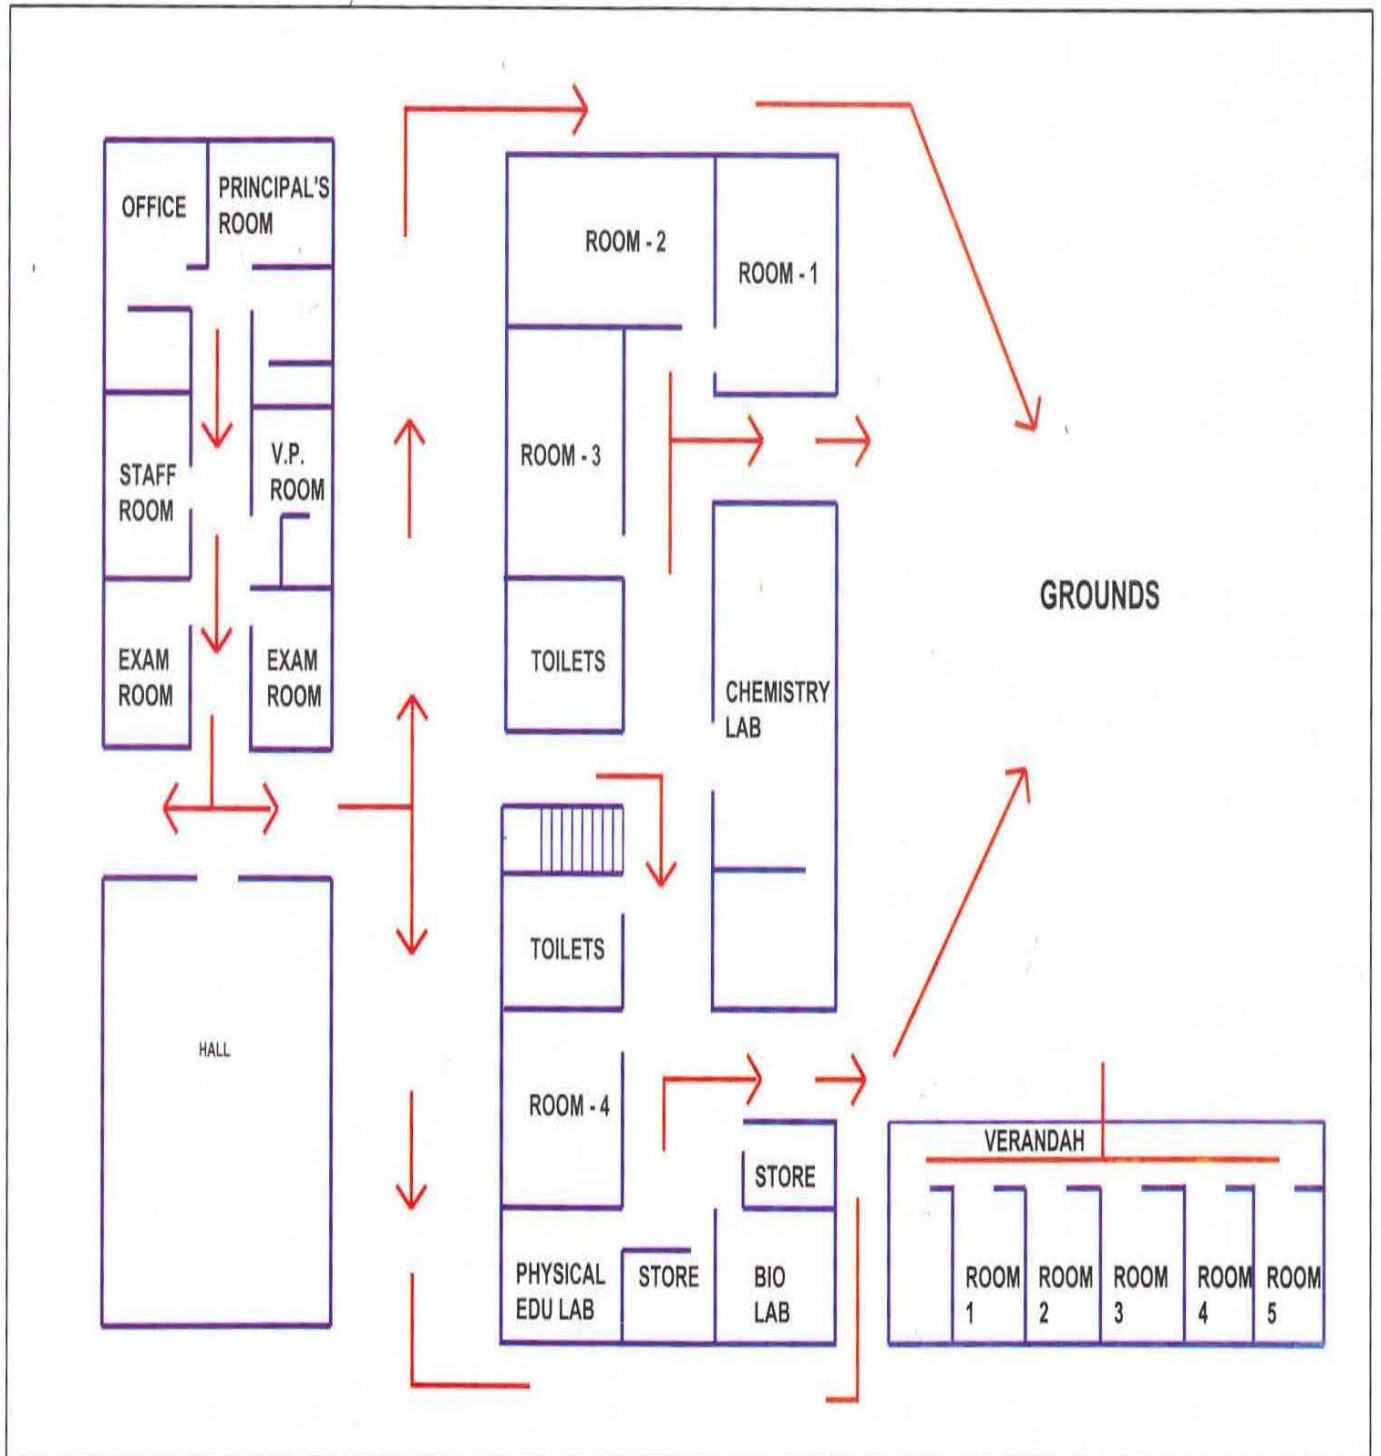 OFFICE
PRINCIPAL'S
ROOM
STAFF
ROOM
V.P.
ROOM
EXAM
ROOM
EXAM
ROOM
HALL
ROOM - 2
ROOM - 1
ROOM - 3
TOILETS
CHEMISTRY
LAB
TOILETS
ROOM - 4
STORE
PHYSICAL
EDU LAB
STORE
BIO
LAB
GROUNDS
VERANDAH
ROOM
1
ROOM
2
ROOM
3
ROOM
4
ROOM
5